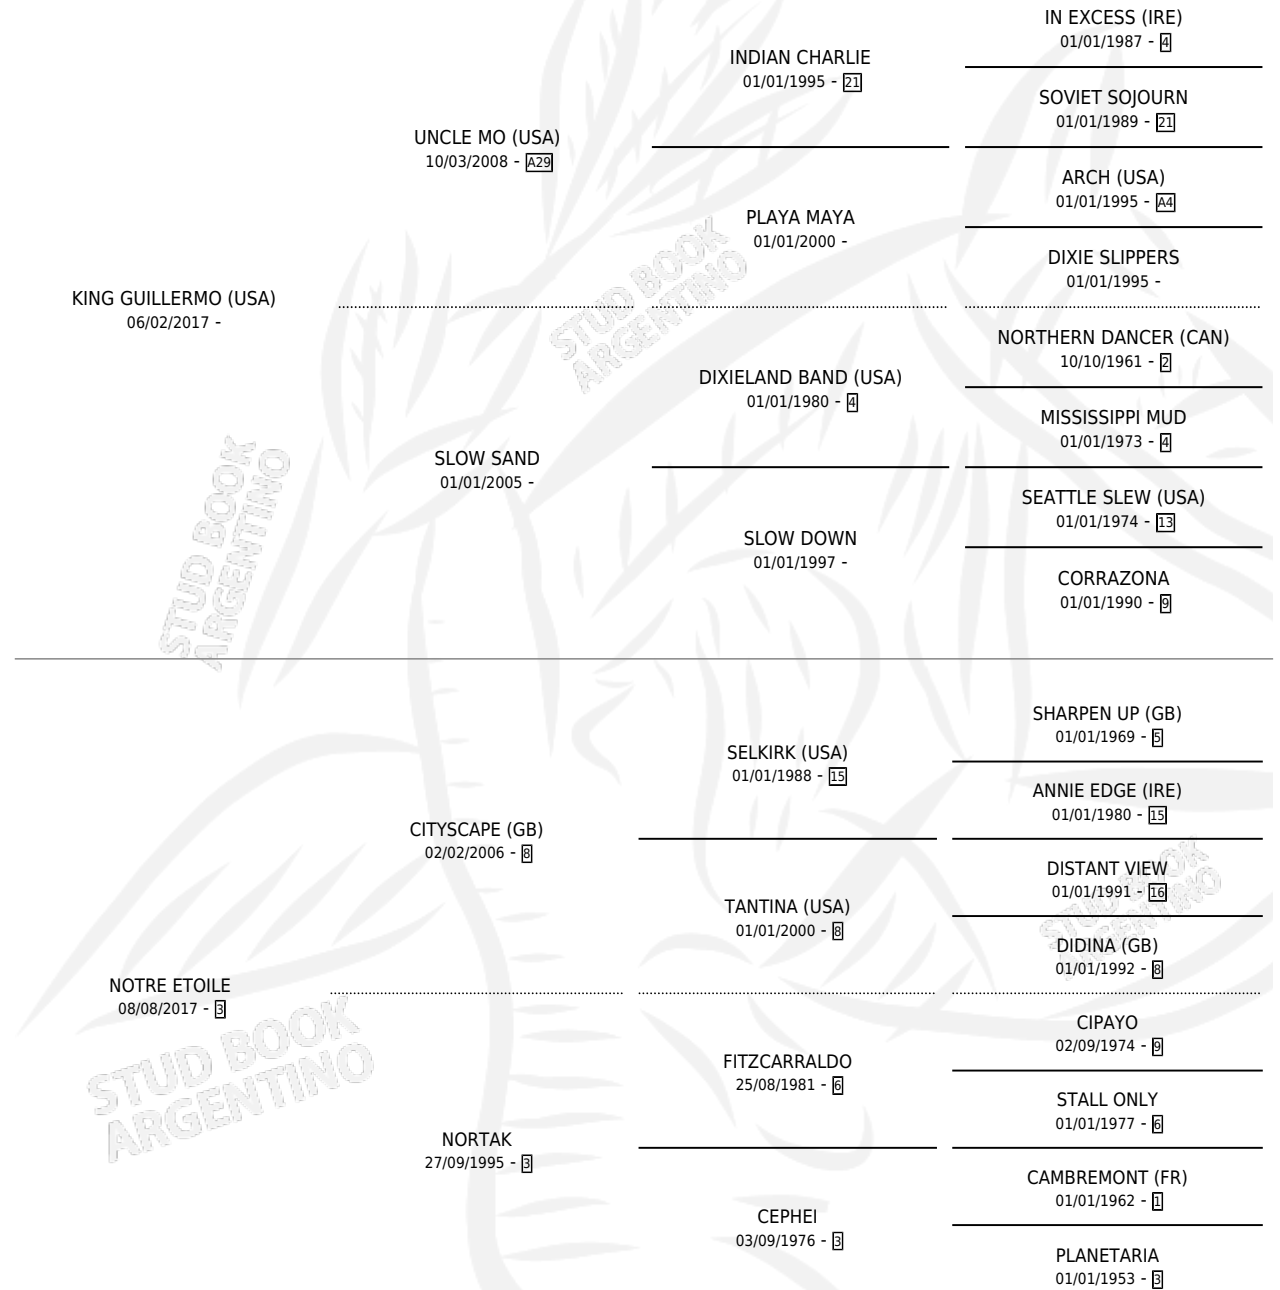 IN EXCESS (IRE)
01/01/1987 - 4
INDIAN CHARLIE
01/01/1995 - 21
SOVIET SOJOURN
01/01/1989 - 21
UNCLE MO (USA)
10/03/2008 - A29
ARCH (USA)
01/01/1995 - A4
PLAYA MAYA
01/01/2000 -
DIXIE SLIPPERS
01/01/1995 -
KING GUILLERMO (USA)
06/02/2017 -
NORTHERN DANCER (CAN)
10/10/1961 - 2
DIXIELAND BAND (USA)
01/01/1980 - 4
MISSISSIPPI MUD
01/01/1973 - 4
SLOW SAND
01/01/2005 -
SEATTLE SLEW (USA)
01/01/1974 - 13
SLOW DOWN
01/01/1997 -
CORRAZONA
01/01/1990 - 9
SHARPEN UP (GB)
01/01/1969 - 5
SELKIRK (USA)
01/01/1988 - 15
ANNIE EDGE (IRE)
01/01/1980 - 15
CITYSCAPE (GB)
02/02/2006 - 8
DISTANT VIEW
01/01/1991 - 16
TANTINA (USA)
01/01/2000 - 8
DIDINA (GB)
01/01/1992 - 8
NOTRE ETOILE
08/08/2017 - 3
CIPAYO
02/09/1974 - 9
FITZCARRALDO
25/08/1981 - 6
STALL ONLY
01/01/1977 - 6
NORTAK
27/09/1995 - 3
CAMBREMONT (FR)
01/01/1962 - 1
CEPHEI
03/09/1976 - 3
PLANETARIA
01/01/1953 - 3
STUD BOOK
ARGENTINO
STUD BOOK
ARGENTINO
STUD BOOK
ARGENTINO
STUD BOOK
ARGENTINO